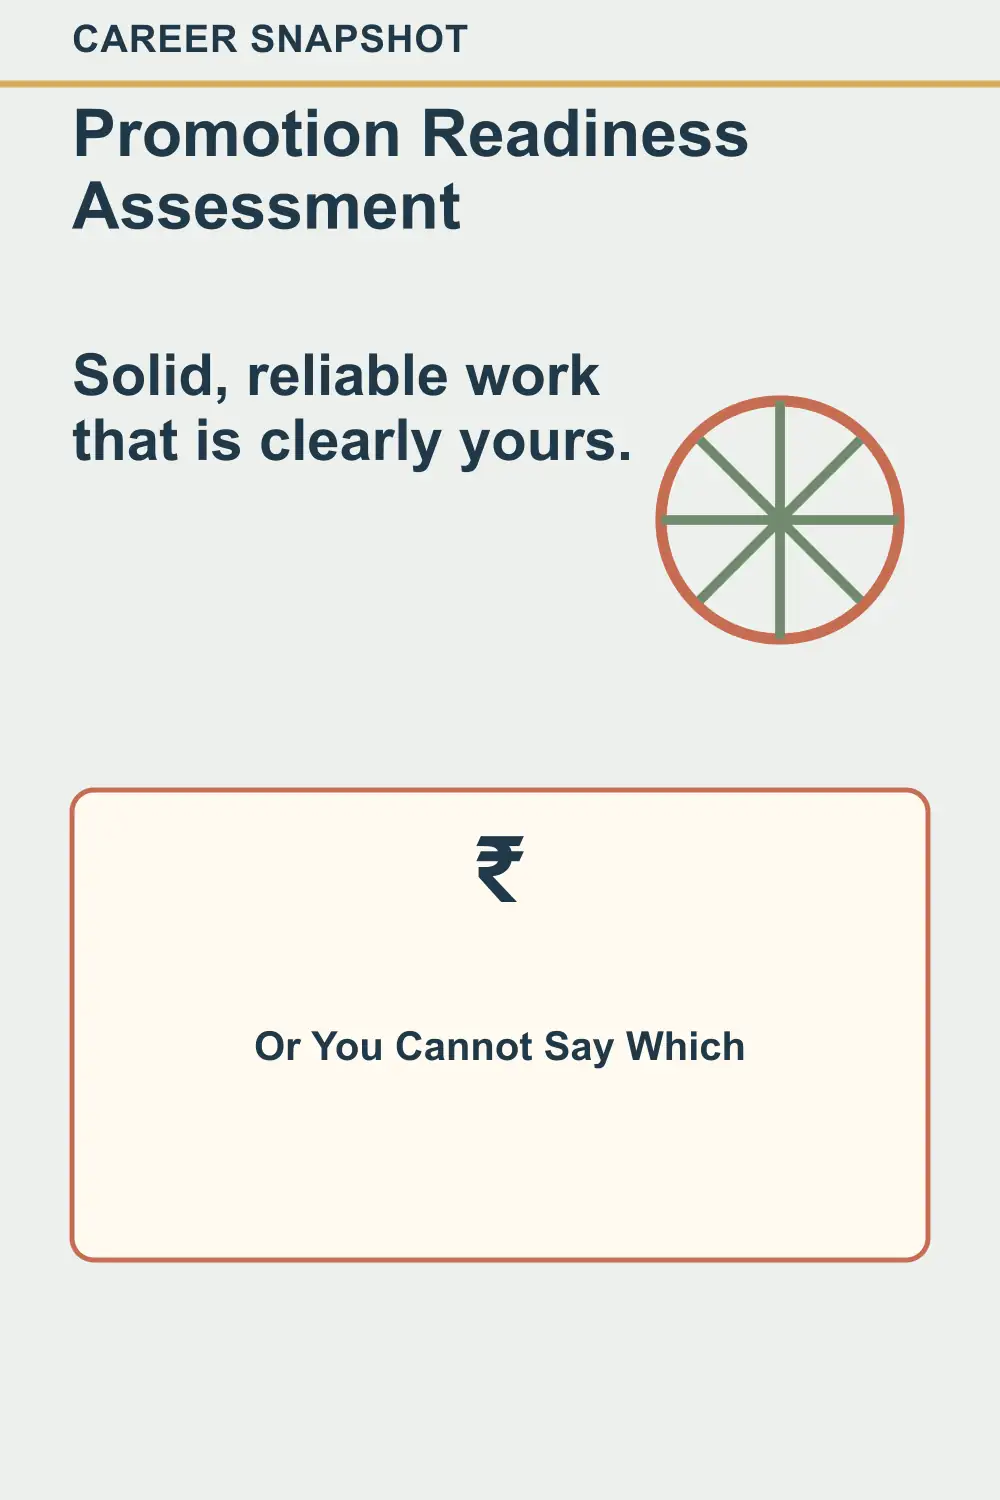 CAREER SNAPSHOT
Promotion Readiness
Assessment
Solid, reliable work
that is clearly yours.
₹
Or You Cannot Say Which